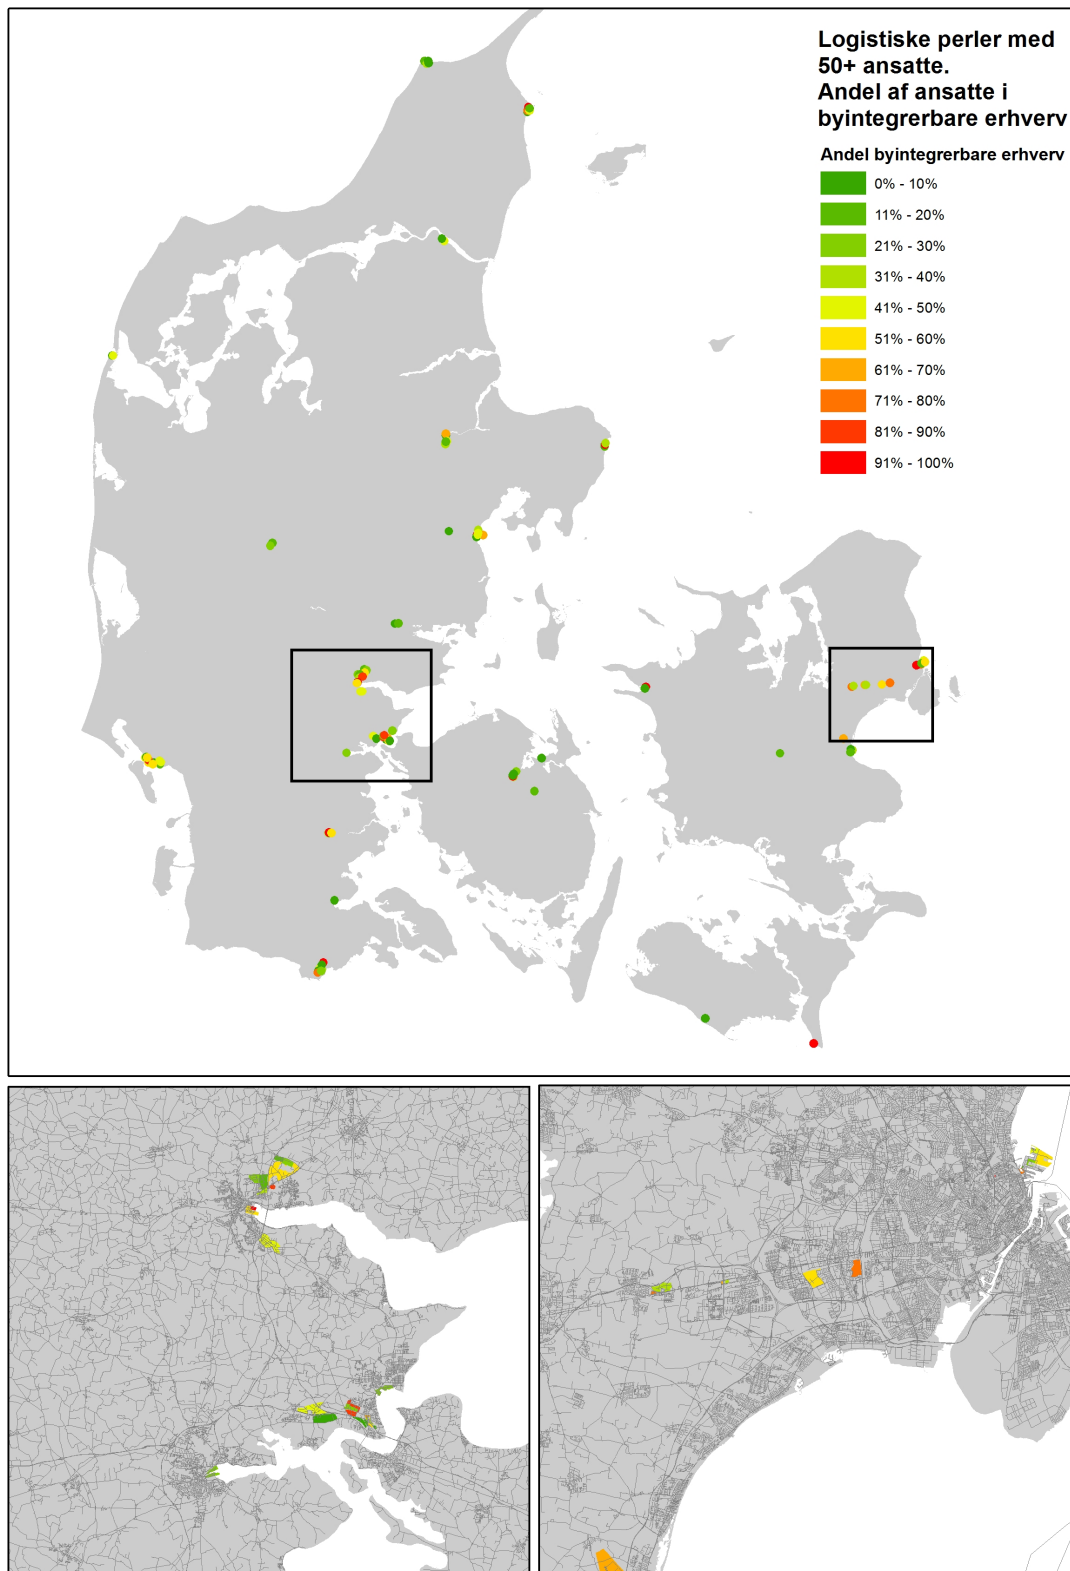 Logistiske perler med
50+ ansatte.
Andel af ansatte i
byintegrerbare erhverv
Andel byintegrerbare erhverv
0% - 10%
11% - 20%
21% - 30%
31% - 40%
41% - 50%
51% - 60%
61% - 70%
71% - 80%
81% - 90%
91% - 100%